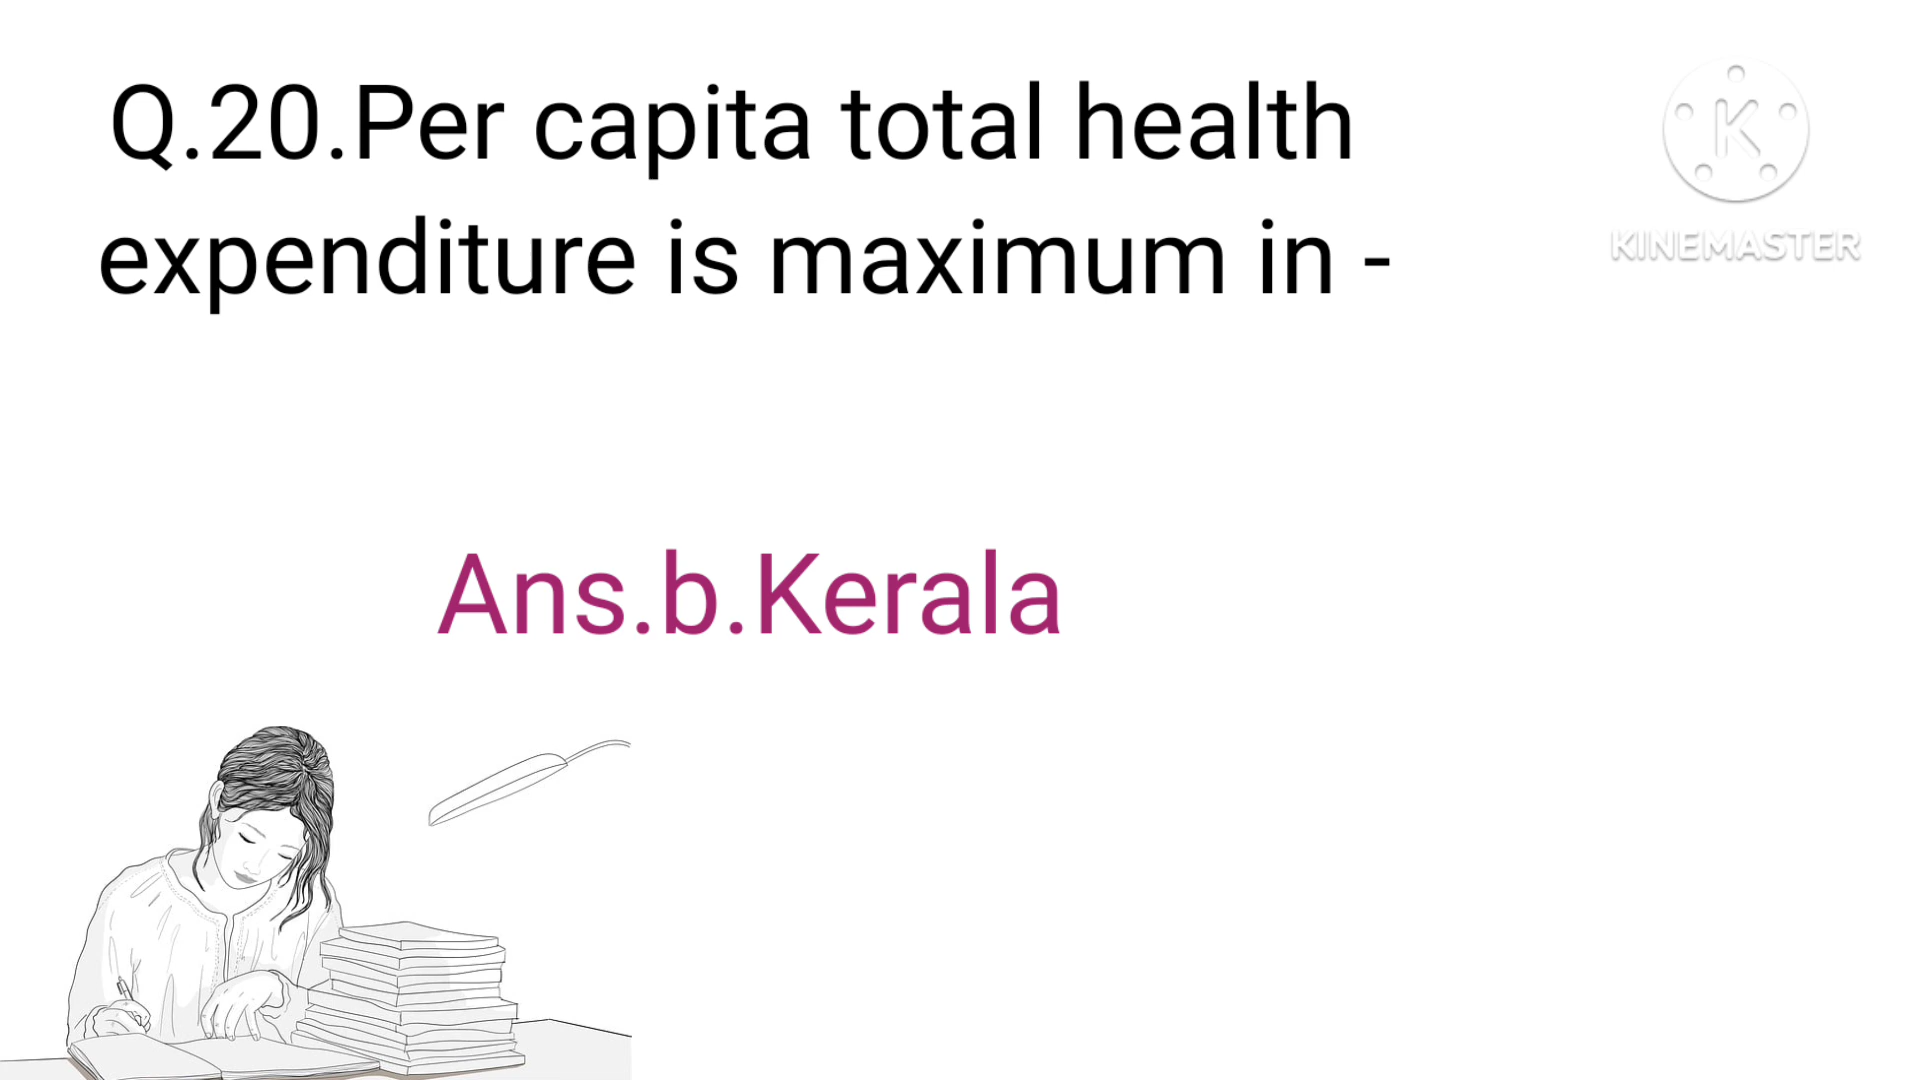 Q.20.Per capita total health
expenditure is maximum in -
K
KINEMASTER
Ans.b.Kerala